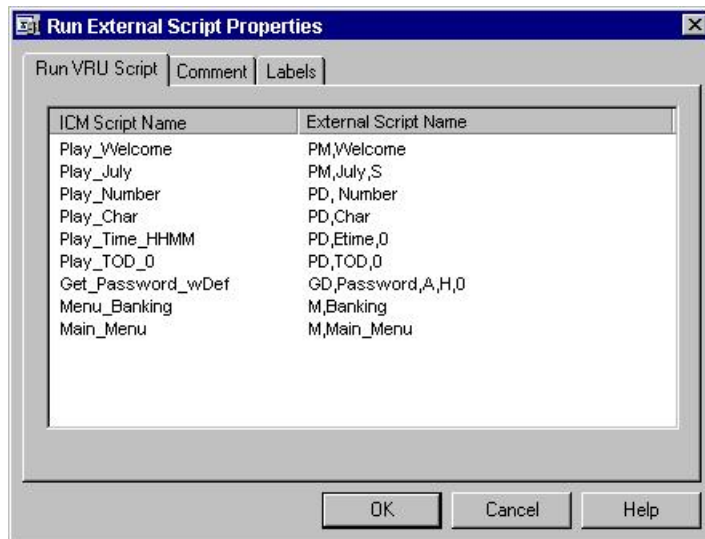 Run External Script Properties
Run VRU Script Comment Labels
ICM Script Name External Script Name
Play_Welcome PM,Welcome
Play_July PM,July,S
Play_Number PD, Number
Play_Char PD,Char
Play_Time_HHMM PD,Etime,0
Play_TOD_0 PD,TOD,0
Get_Password_wDef GD,Password,A,H,0
Menu_Banking M,Banking
Main_Menu M,Main_Menu
OK Cancel Help